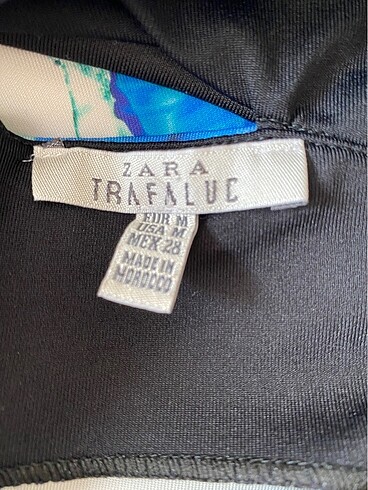 ZARA
TRAFALUC
EUR M
USA M
MEX 28
MADE IN
MOROCCO